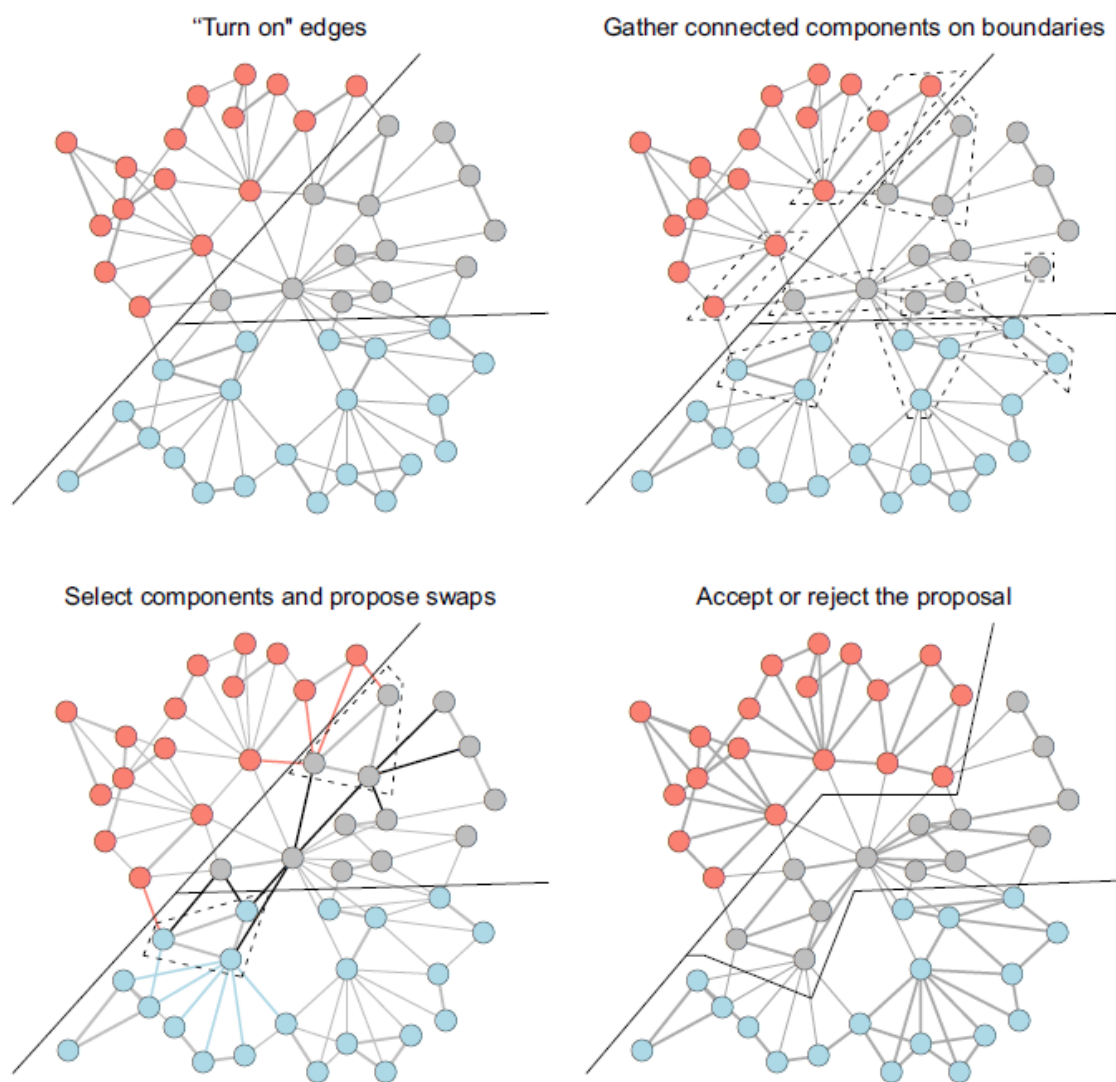 “Turn on" edges
Gather connected components on boundaries
Select components and propose swaps
Accept or reject the proposal